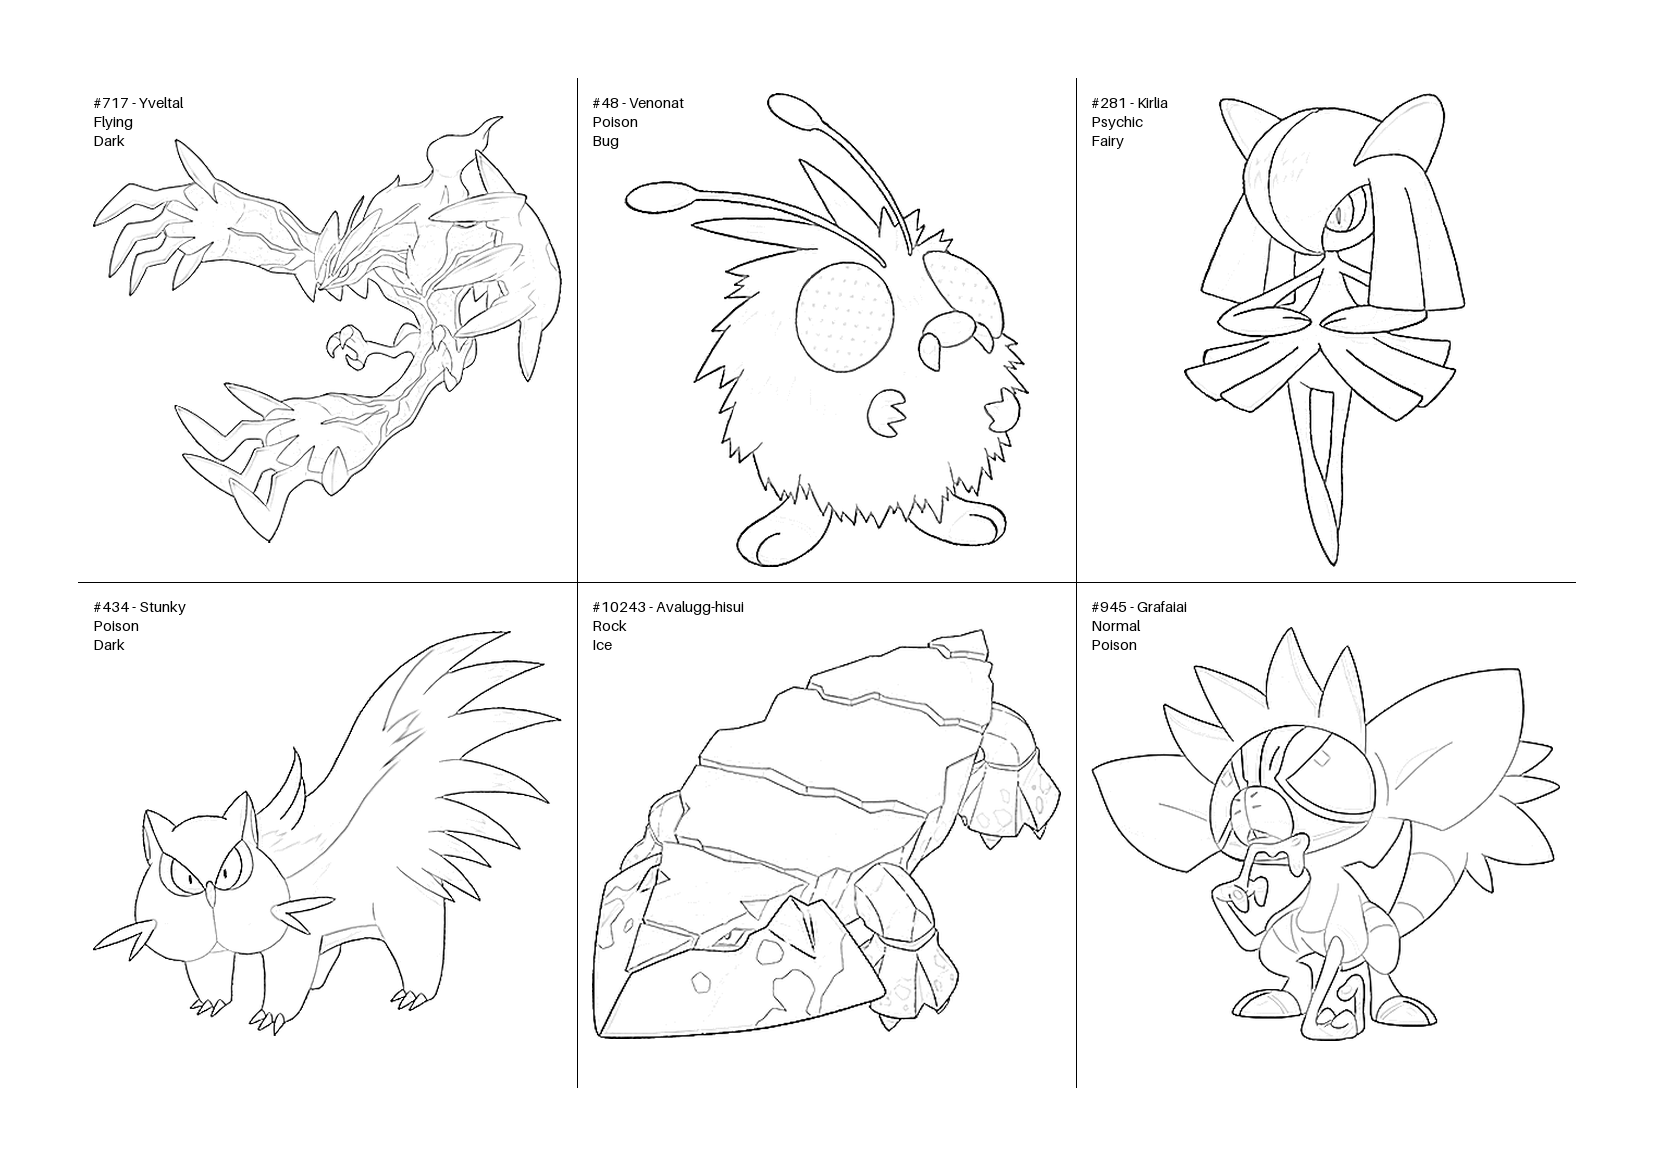 #717 - Yveltal
Flying
Dark
#48 - Venonat
Poison
Bug
#281 - Kirlia
Psychic
Fairy
#434 - Stunky
Poison
Dark
#10243 - Avalugg-hisui
Rock
Ice
#945 - Grafaiai
Normal
Poison